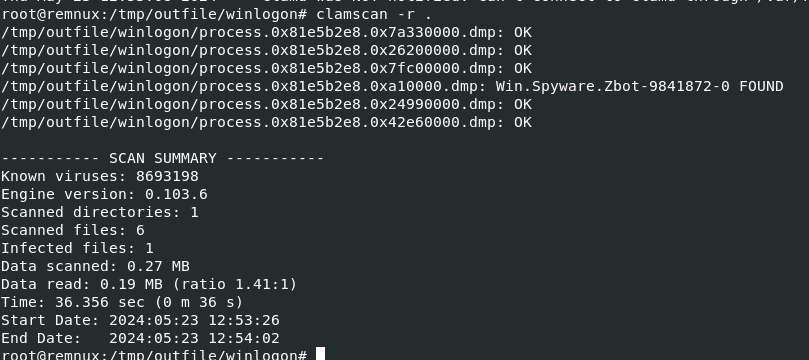 root@remnux:/tmp/outfile/winlogon# clamscan -r .
/tmp/outfile/winlogon/process.0x81e5b2e8.0x7a330000.dmp: OK
/tmp/outfile/winlogon/process.0x81e5b2e8.0x26200000.dmp: OK
/tmp/outfile/winlogon/process.0x81e5b2e8.0x7fc00000.dmp: OK
/tmp/outfile/winlogon/process.0x81e5b2e8.0xa10000.dmp: Win.Spyware.Zbot-9841872-0 FOUND
/tmp/outfile/winlogon/process.0x81e5b2e8.0x24990000.dmp: OK
/tmp/outfile/winlogon/process.0x81e5b2e8.0x42e60000.dmp: OK

----------- SCAN SUMMARY -----------
Known viruses: 8693198
Engine version: 0.103.6
Scanned directories: 1
Scanned files: 6
Infected files: 1
Data scanned: 0.27 MB
Data read: 0.19 MB (ratio 1.41:1)
Time: 36.356 sec (0 m 36 s)
Start Date: 2024:05:23 12:53:26
End Date:   2024:05:23 12:54:02
root@remnux:/tmp/outfile/winlogon#